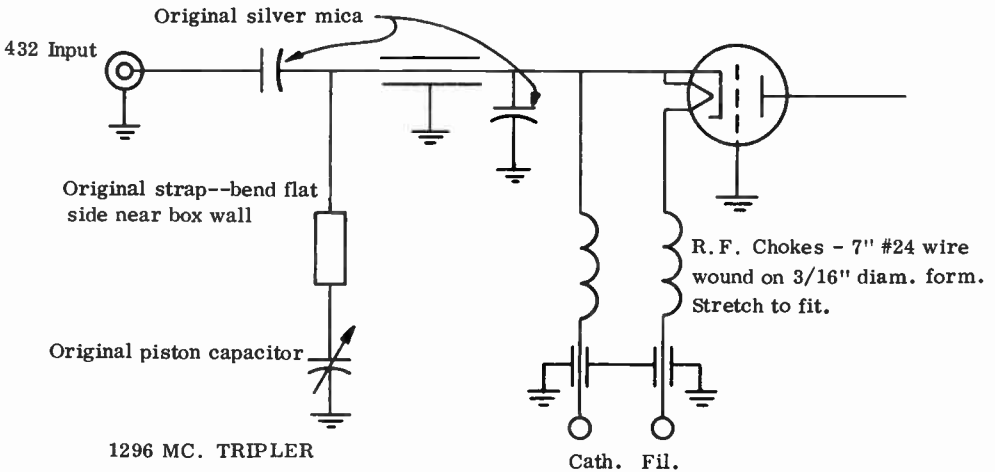 Original silver mica
432 Input
Original strap--bend flat
side near box wall
R.F. Chokes - 7" #24 wire
wound on 3/16" diam. form.
Stretch to fit.
Original piston capacitor
1296 MC. TRIPLER
Cath. Fil.